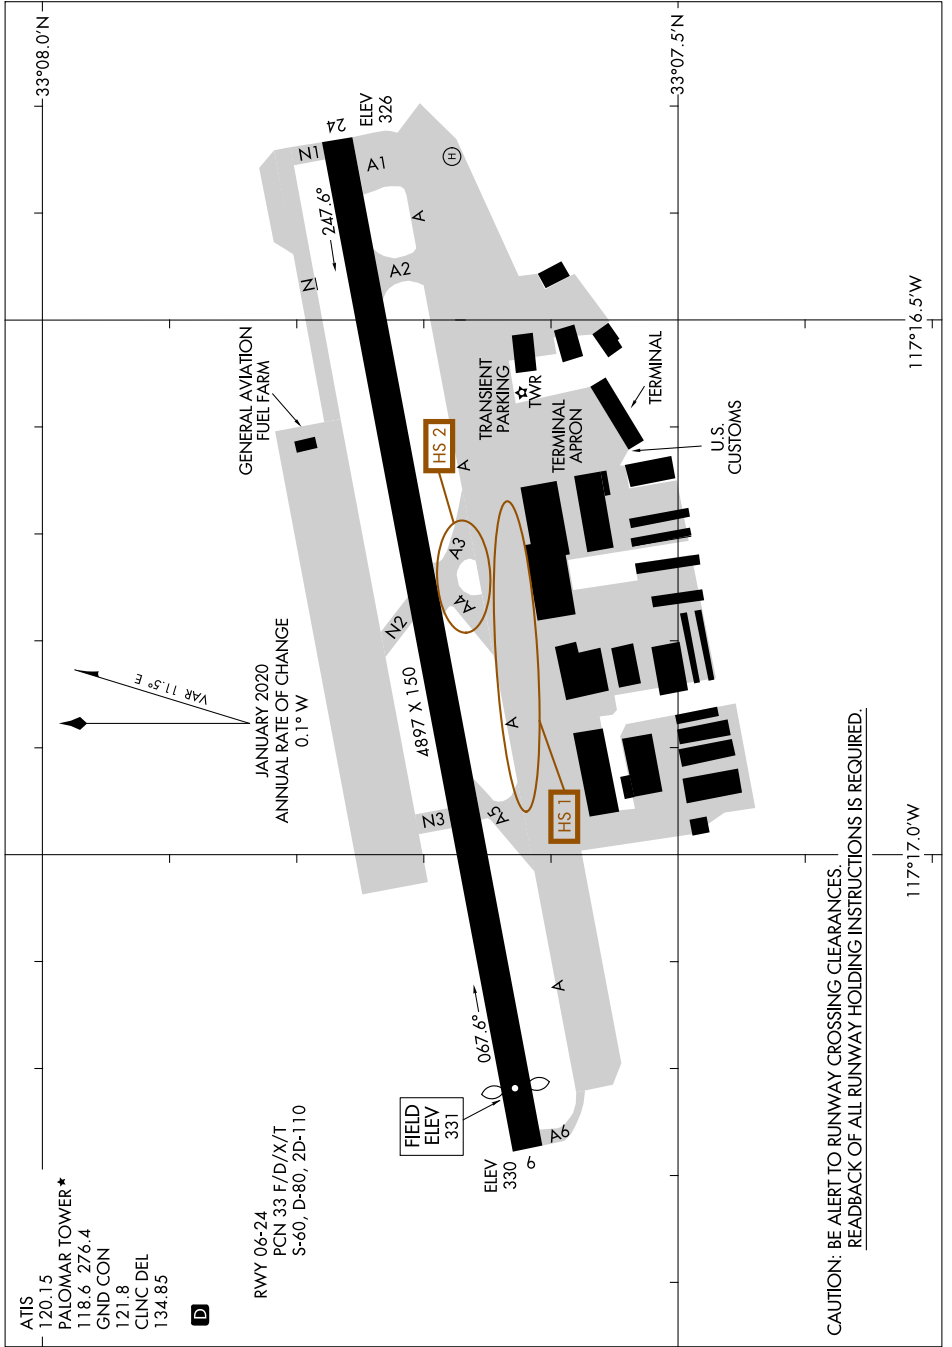 ATIS
120.15
PALOMAR TOWER★
118.6 276.4
GND CON
121.8
CLNC DEL
134.85
D
RWY 06-24
PCN 33 F/D/X/T
S-60, D-80, 2D-110
VAR 11.5° E
JANUARY 2020
ANNUAL RATE OF CHANGE
0.1° W
GENERAL AVIATION
FUEL FARM
33°08.0'N
33°07.5'N
117°16.5'W
117°17.0'W
FIELD
ELEV
331
ELEV
330
6
A6
067.6°
A
N3
A5
4897 X 150
N2
A4
A3
A
HS 1
HS 2
A
N
247.6°
N1
24
ELEV
326
A1
A2
A
H
TRANSIENT
PARKING
TWR
TERMINAL
APRON
TERMINAL
U.S.
CUSTOMS
CAUTION: BE ALERT TO RUNWAY CROSSING CLEARANCES.
READBACK OF ALL RUNWAY HOLDING INSTRUCTIONS IS REQUIRED.